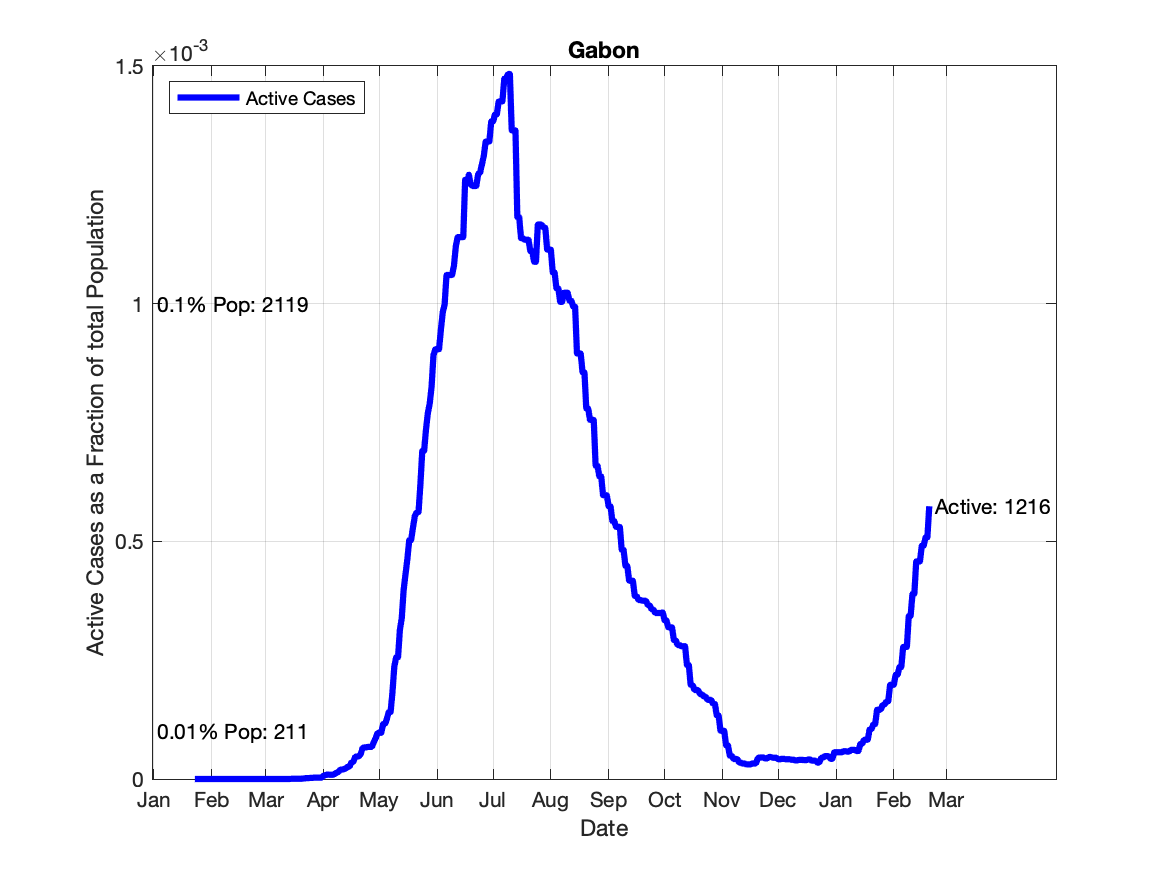 Gabon
×10-3
1.5
1
0.5
0
Active Cases
0.1% Pop: 2119
0.01% Pop: 211
Active: 1216
Active Cases as a Fraction of total Population
Jan Feb Mar Apr May Jun Jul Aug Sep Oct Nov Dec Jan Feb Mar
Date